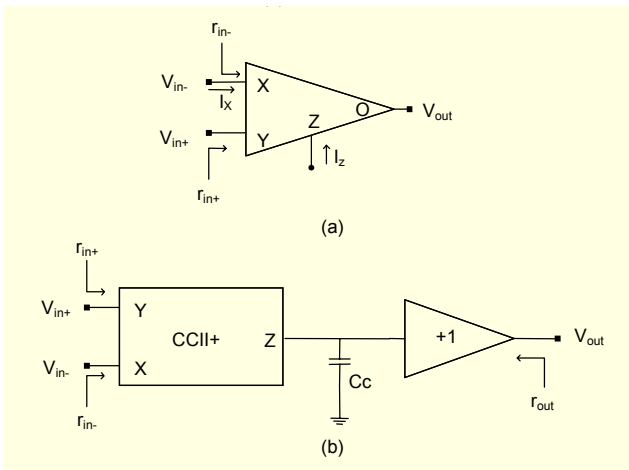 r_in-
V_in-
X
I_X
O
V_out
Z
V_in+
Y
I_z
r_in+
(a)
r_in+
V_in+
Y
CCII+
Z
+1
V_out
V_in-
X
Cc
r_in-
r_out
(b)